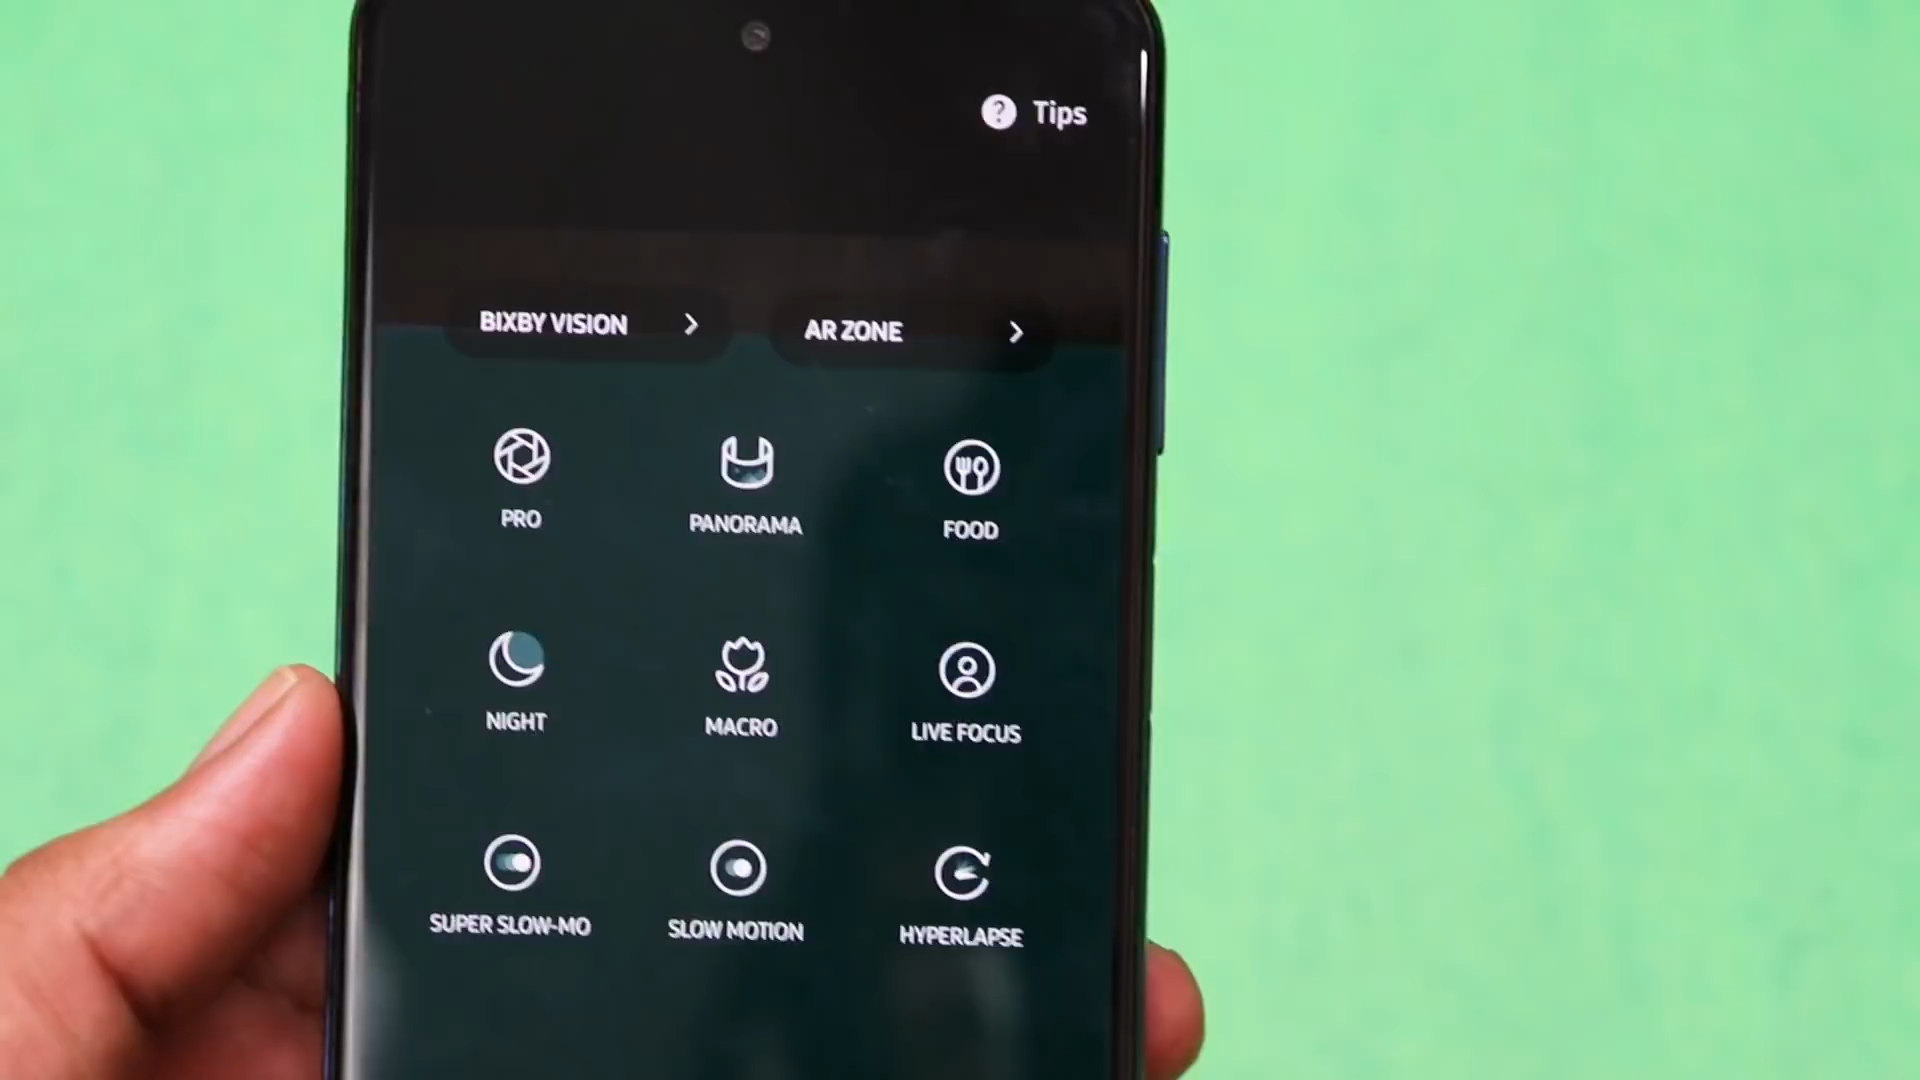 Tips
BIXBY VISION
AR ZONE
PRO
PANORAMA
FOOD
NIGHT
MACRO
LIVE FOCUS
SUPER SLOW-MO
SLOW MOTION
HYPERLAPSE